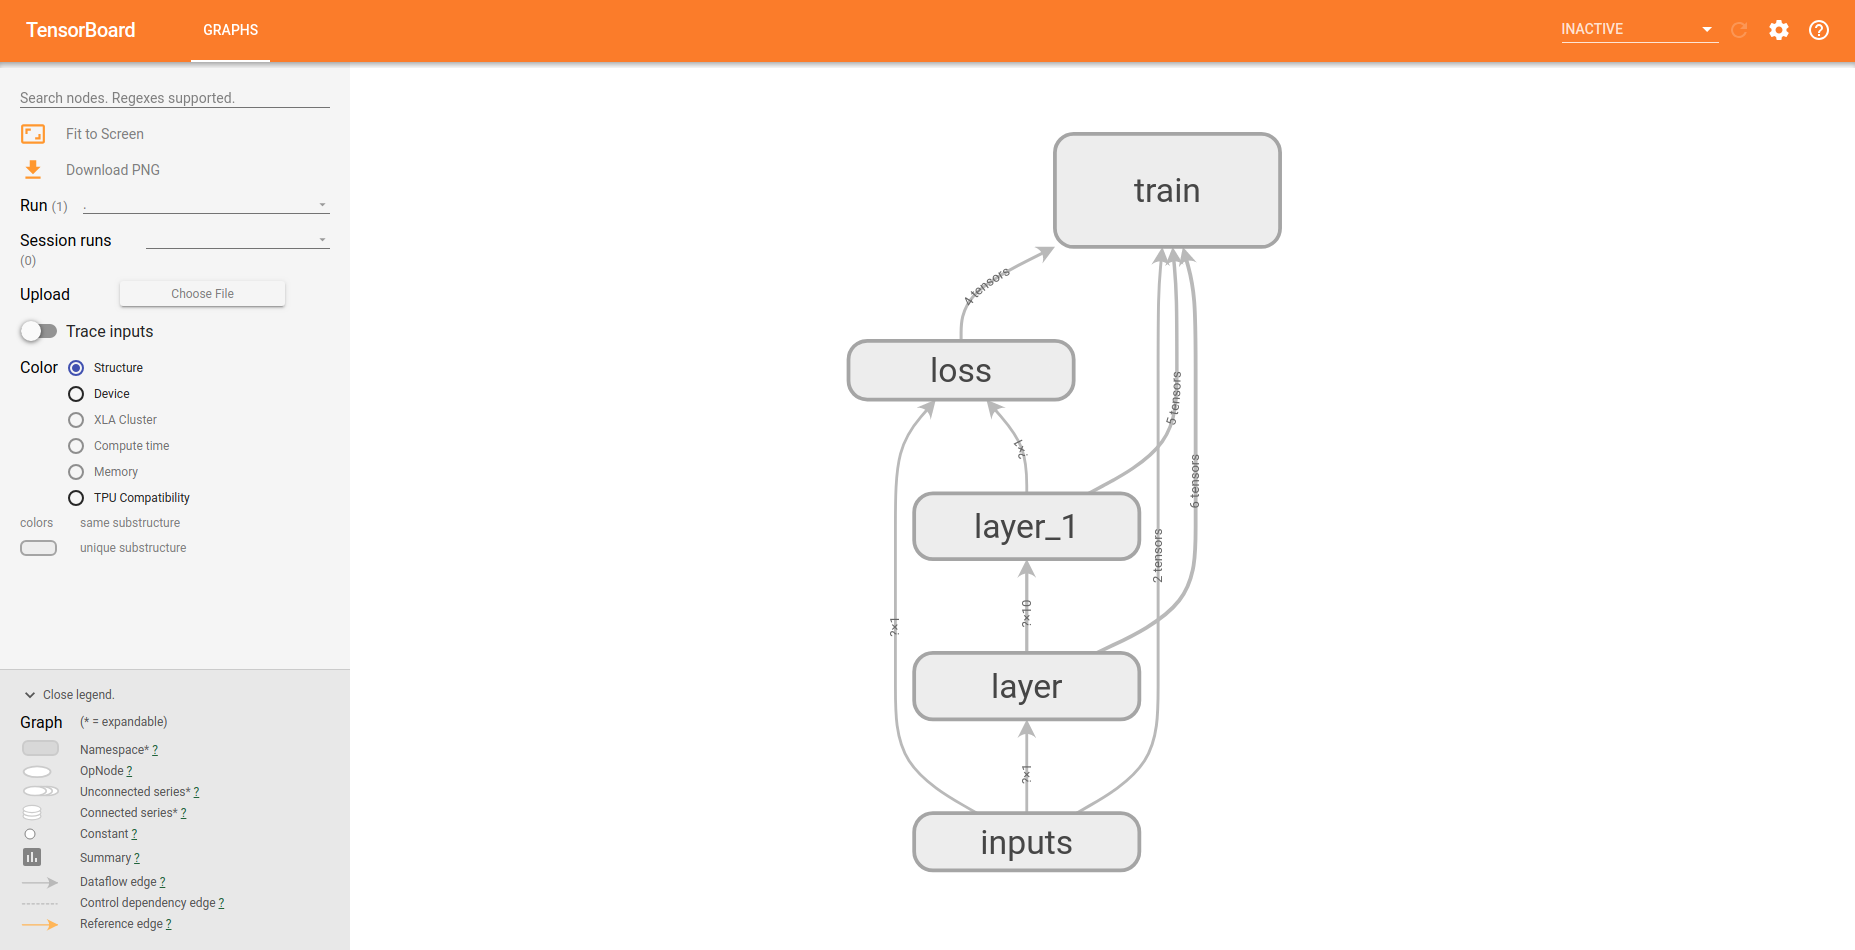 TensorBoard
GRAPHS
INACTIVE
Search nodes. Regexes supported.
Fit to Screen
Download PNG
Run (1) .
Session runs
(0)
Upload
Choose File
Trace inputs
Color
Structure
Device
XLA Cluster
Compute time
Memory
TPU Compatibility
colors same substructure
unique substructure
Close legend.
Graph (* = expandable)
Namespace* ?
OpNode ?
Unconnected series* ?
Connected series* ?
Constant ?
Summary ?
Dataflow edge ?
Control dependency edge ?
Reference edge ?
train
4 tensors
loss
5 tensors
?×1
6 tensors
layer_1
2 tensors
?×10
?×1
layer
?×1
inputs